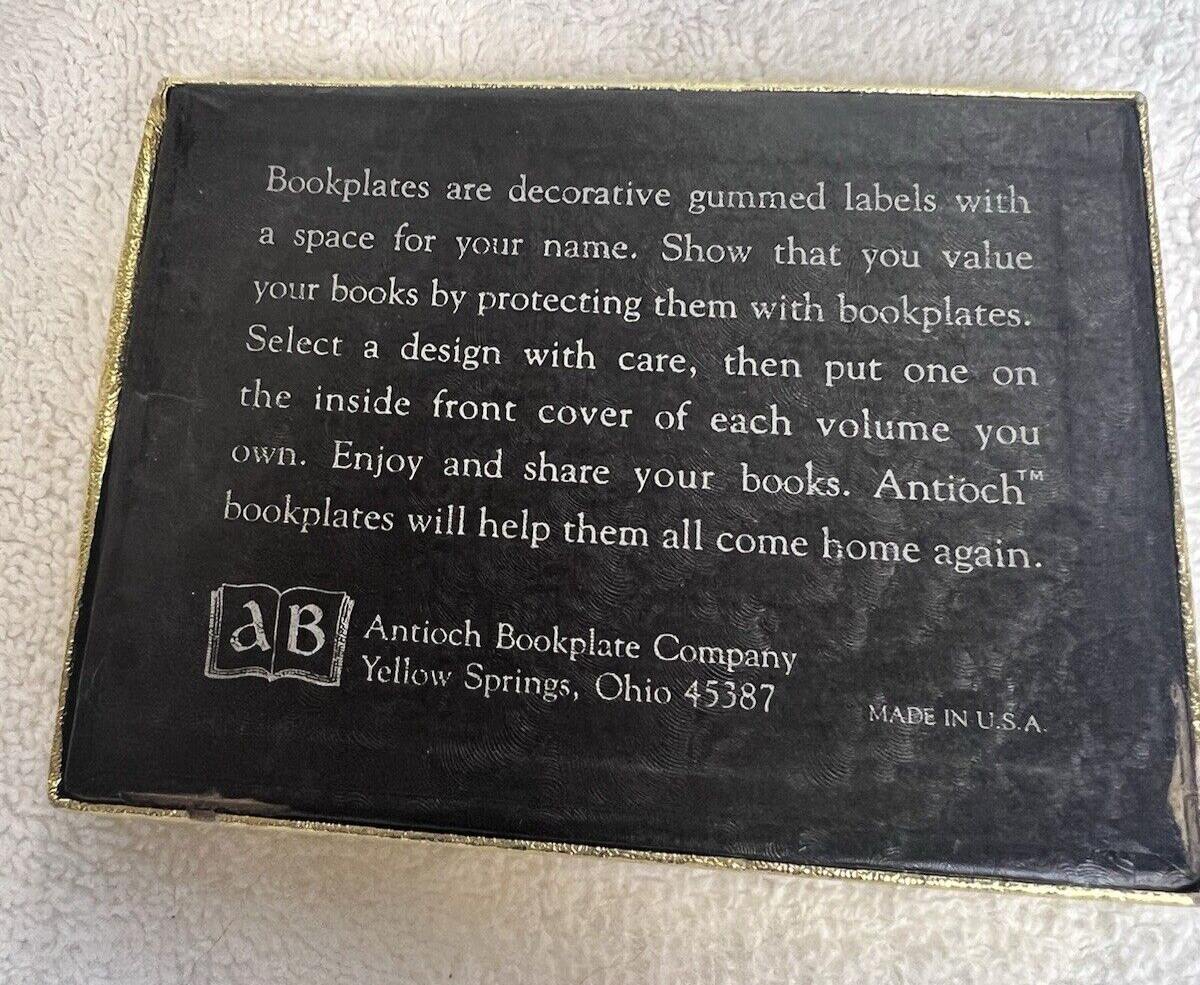 Bookplates are decorative gummed labels with
a space for your name. Show that you value
your books by protecting them with bookplates.
Select a design with care, then put one on
the inside front cover of each volume you
own. Enjoy and share your books. Antioch™
bookplates will help them all come home again.
aB
Antioch Bookplate Company
Yellow Springs, Ohio 45387
MADE IN U.S.A.